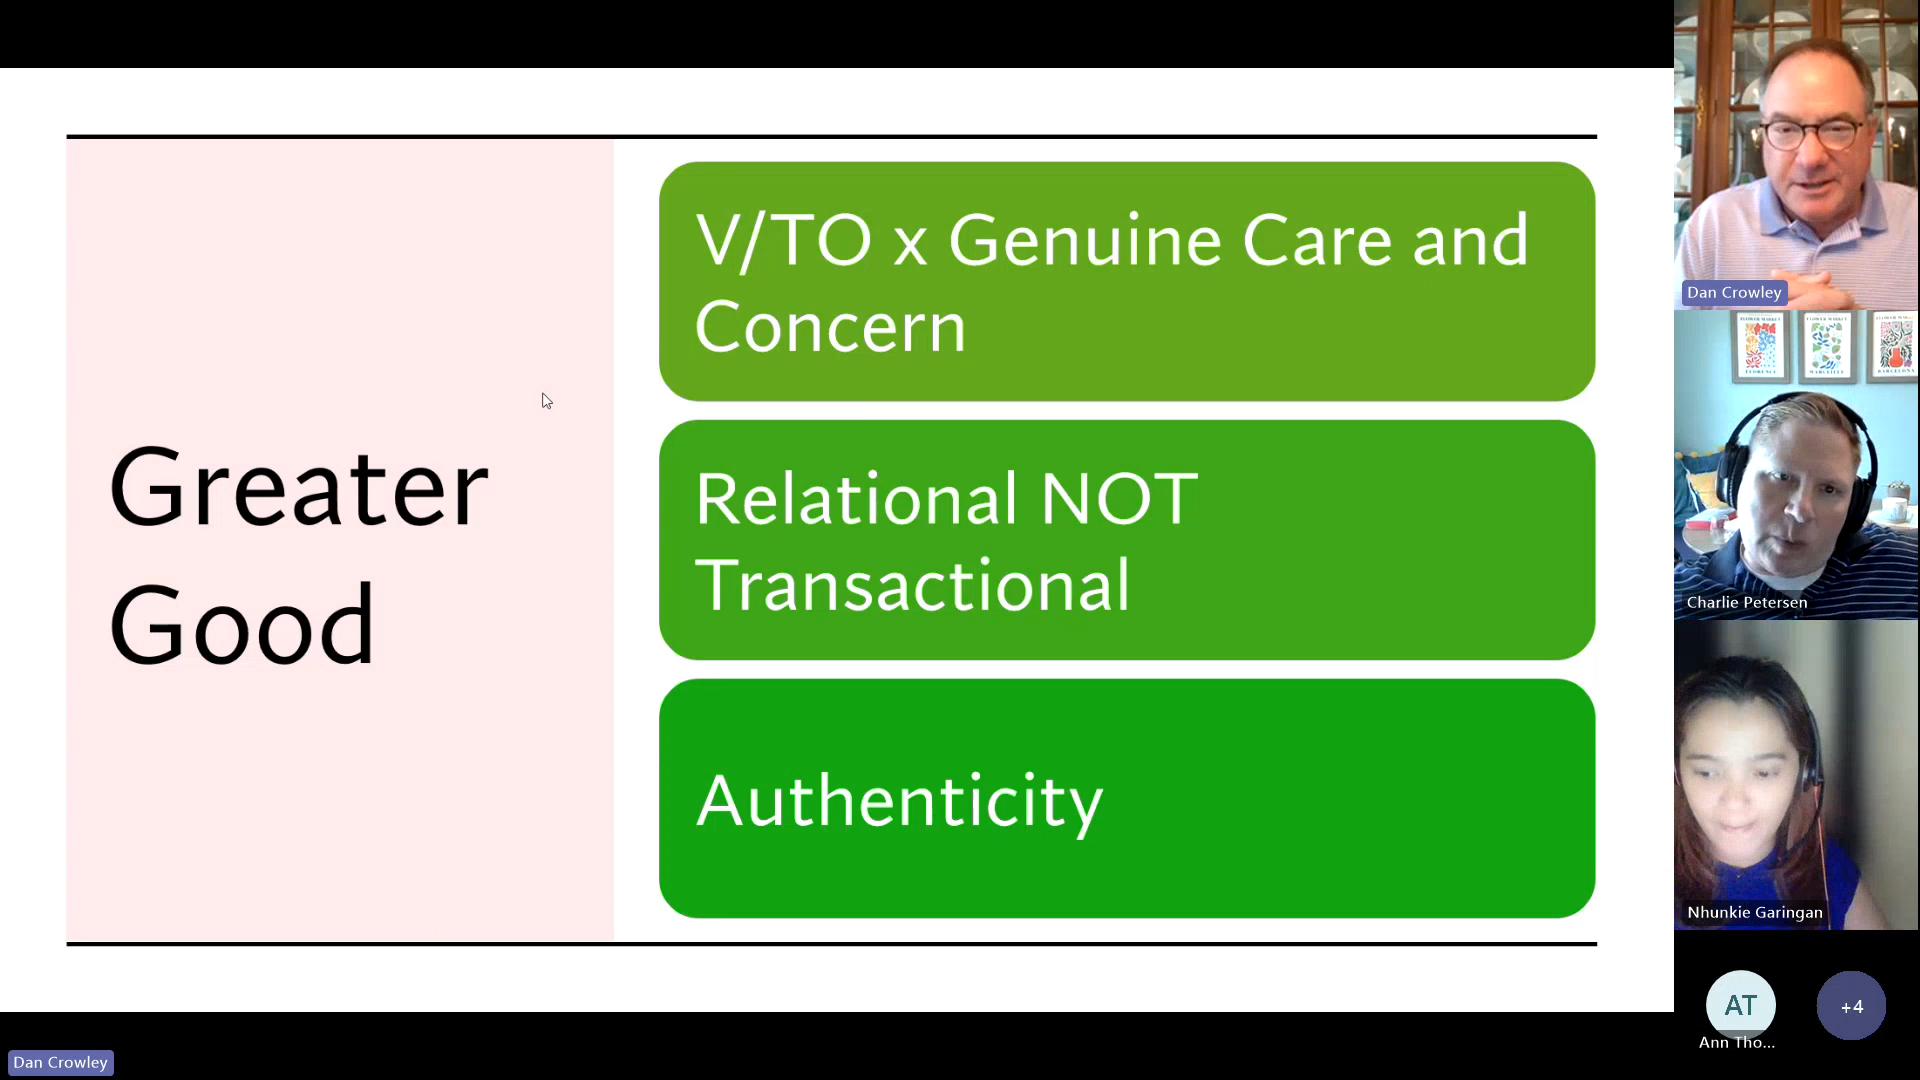 Greater
Good
V/TO x Genuine Care and
Concern
Relational NOT
Transactional
Authenticity
Dan Crowley
Charlie Petersen
Nhunkie Garingan
AT
Ann Tho...
+4
Dan Crowley